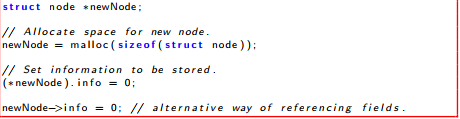 struct node *newNode;
// Allocate space for new node.
newNode = malloc(sizeof(struct node));
// Set information to be stored.
(*newNode).info = 0;
newNode->info = 0; // alternative way of referencing fields.